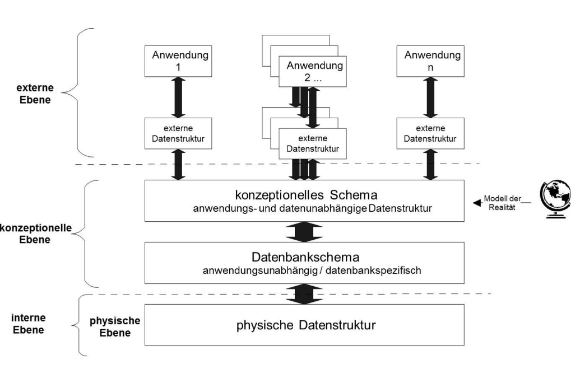 externe
Ebene
Anwendung
1
Anwendung
2 ...
Anwendung
n
externe
Datenstruktur
externe
Datenstruktur
externe
Datenstruktur
konzeptionelle
Ebene
konzeptionelles Schema
anwendungs- und datenunabhängige Datenstruktur
Modell der
Realität
Datenbankschema
anwendungsunabhängig / datenbankspezifisch
interne
Ebene
physische
Ebene
physische Datenstruktur